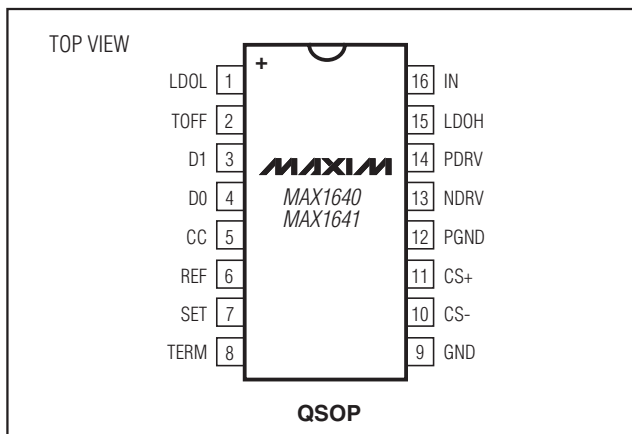 TOP VIEW
+
LDOL 1
TOFF 2
D1 3
D0 4
CC 5
REF 6
SET 7
TERM 8
MAXIM
MAX1640
MAX1641
16 IN
15 LDOH
14 PDRV
13 NDRV
12 PGND
11 CS+
10 CS-
9 GND
QSOP